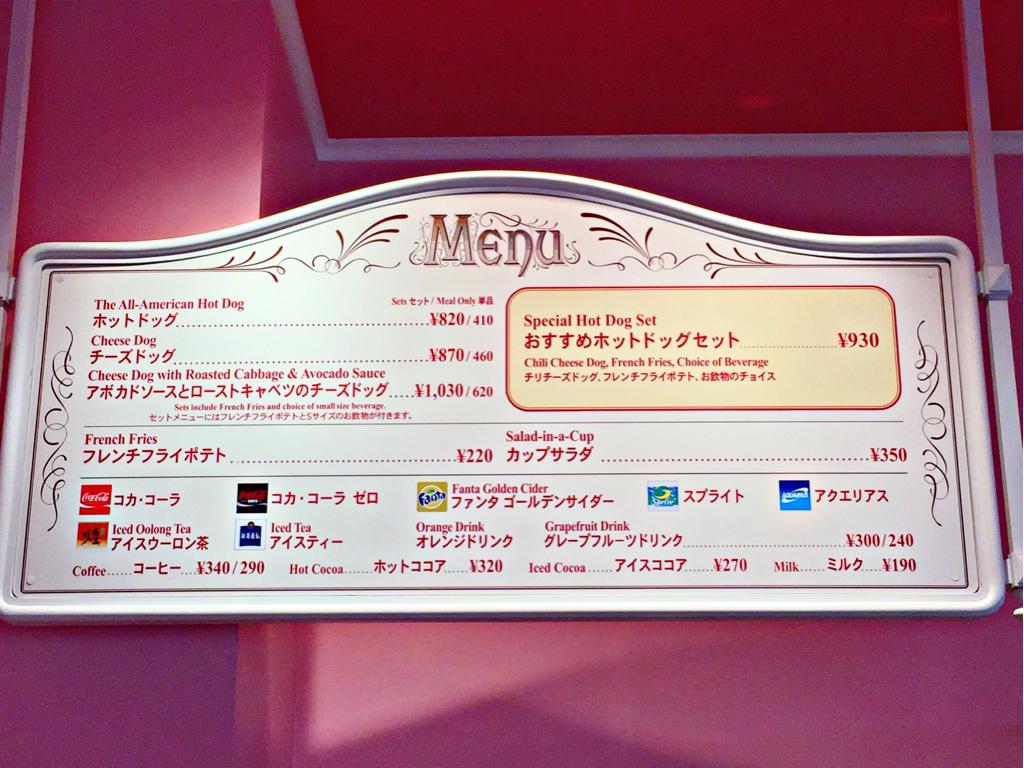 Menu
The All-American Hot Dog
Sets セット / Meal Only 単品
ホットドッグ ¥820 / 410
Cheese Dog
チーズドッグ ¥870 / 460
Cheese Dog with Roasted Cabbage & Avocado Sauce
アボカドソースとローストキャベツのチーズドッグ ¥1,030 / 620
Sets include French Fries and choice of small size beverage.
セットメニューにはフレンチフライポテトとSサイズのお飲物が付きます。
Special Hot Dog Set
おすすめホットドッグセット ¥930
Chili Cheese Dog, French Fries, Choice of Beverage
チリチーズドッグ、フレンチフライポテト、お飲物のチョイス
French Fries
フレンチフライポテト ¥220
Salad-in-a-Cup
カップサラダ ¥350
Coca-Cola コカ・コーラ
Coca-Cola コカ・コーラ ゼロ
Fanta
Fanta Golden Cider
ファンタ ゴールデンサイダー
Sprite スプライト
AQUARIUS アクエリアス
煌
Iced Oolong Tea
アイスウーロン茶
Iced Tea
アイスティー
Orange Drink
オレンジドリンク
Grapefruit Drink
グレープフルーツドリンク ¥300 / 240
Coffee コーヒー ¥340 / 290 Hot Cocoa ホットココア ¥320 Iced Cocoa アイスココア ¥270 Milk ミルク ¥190